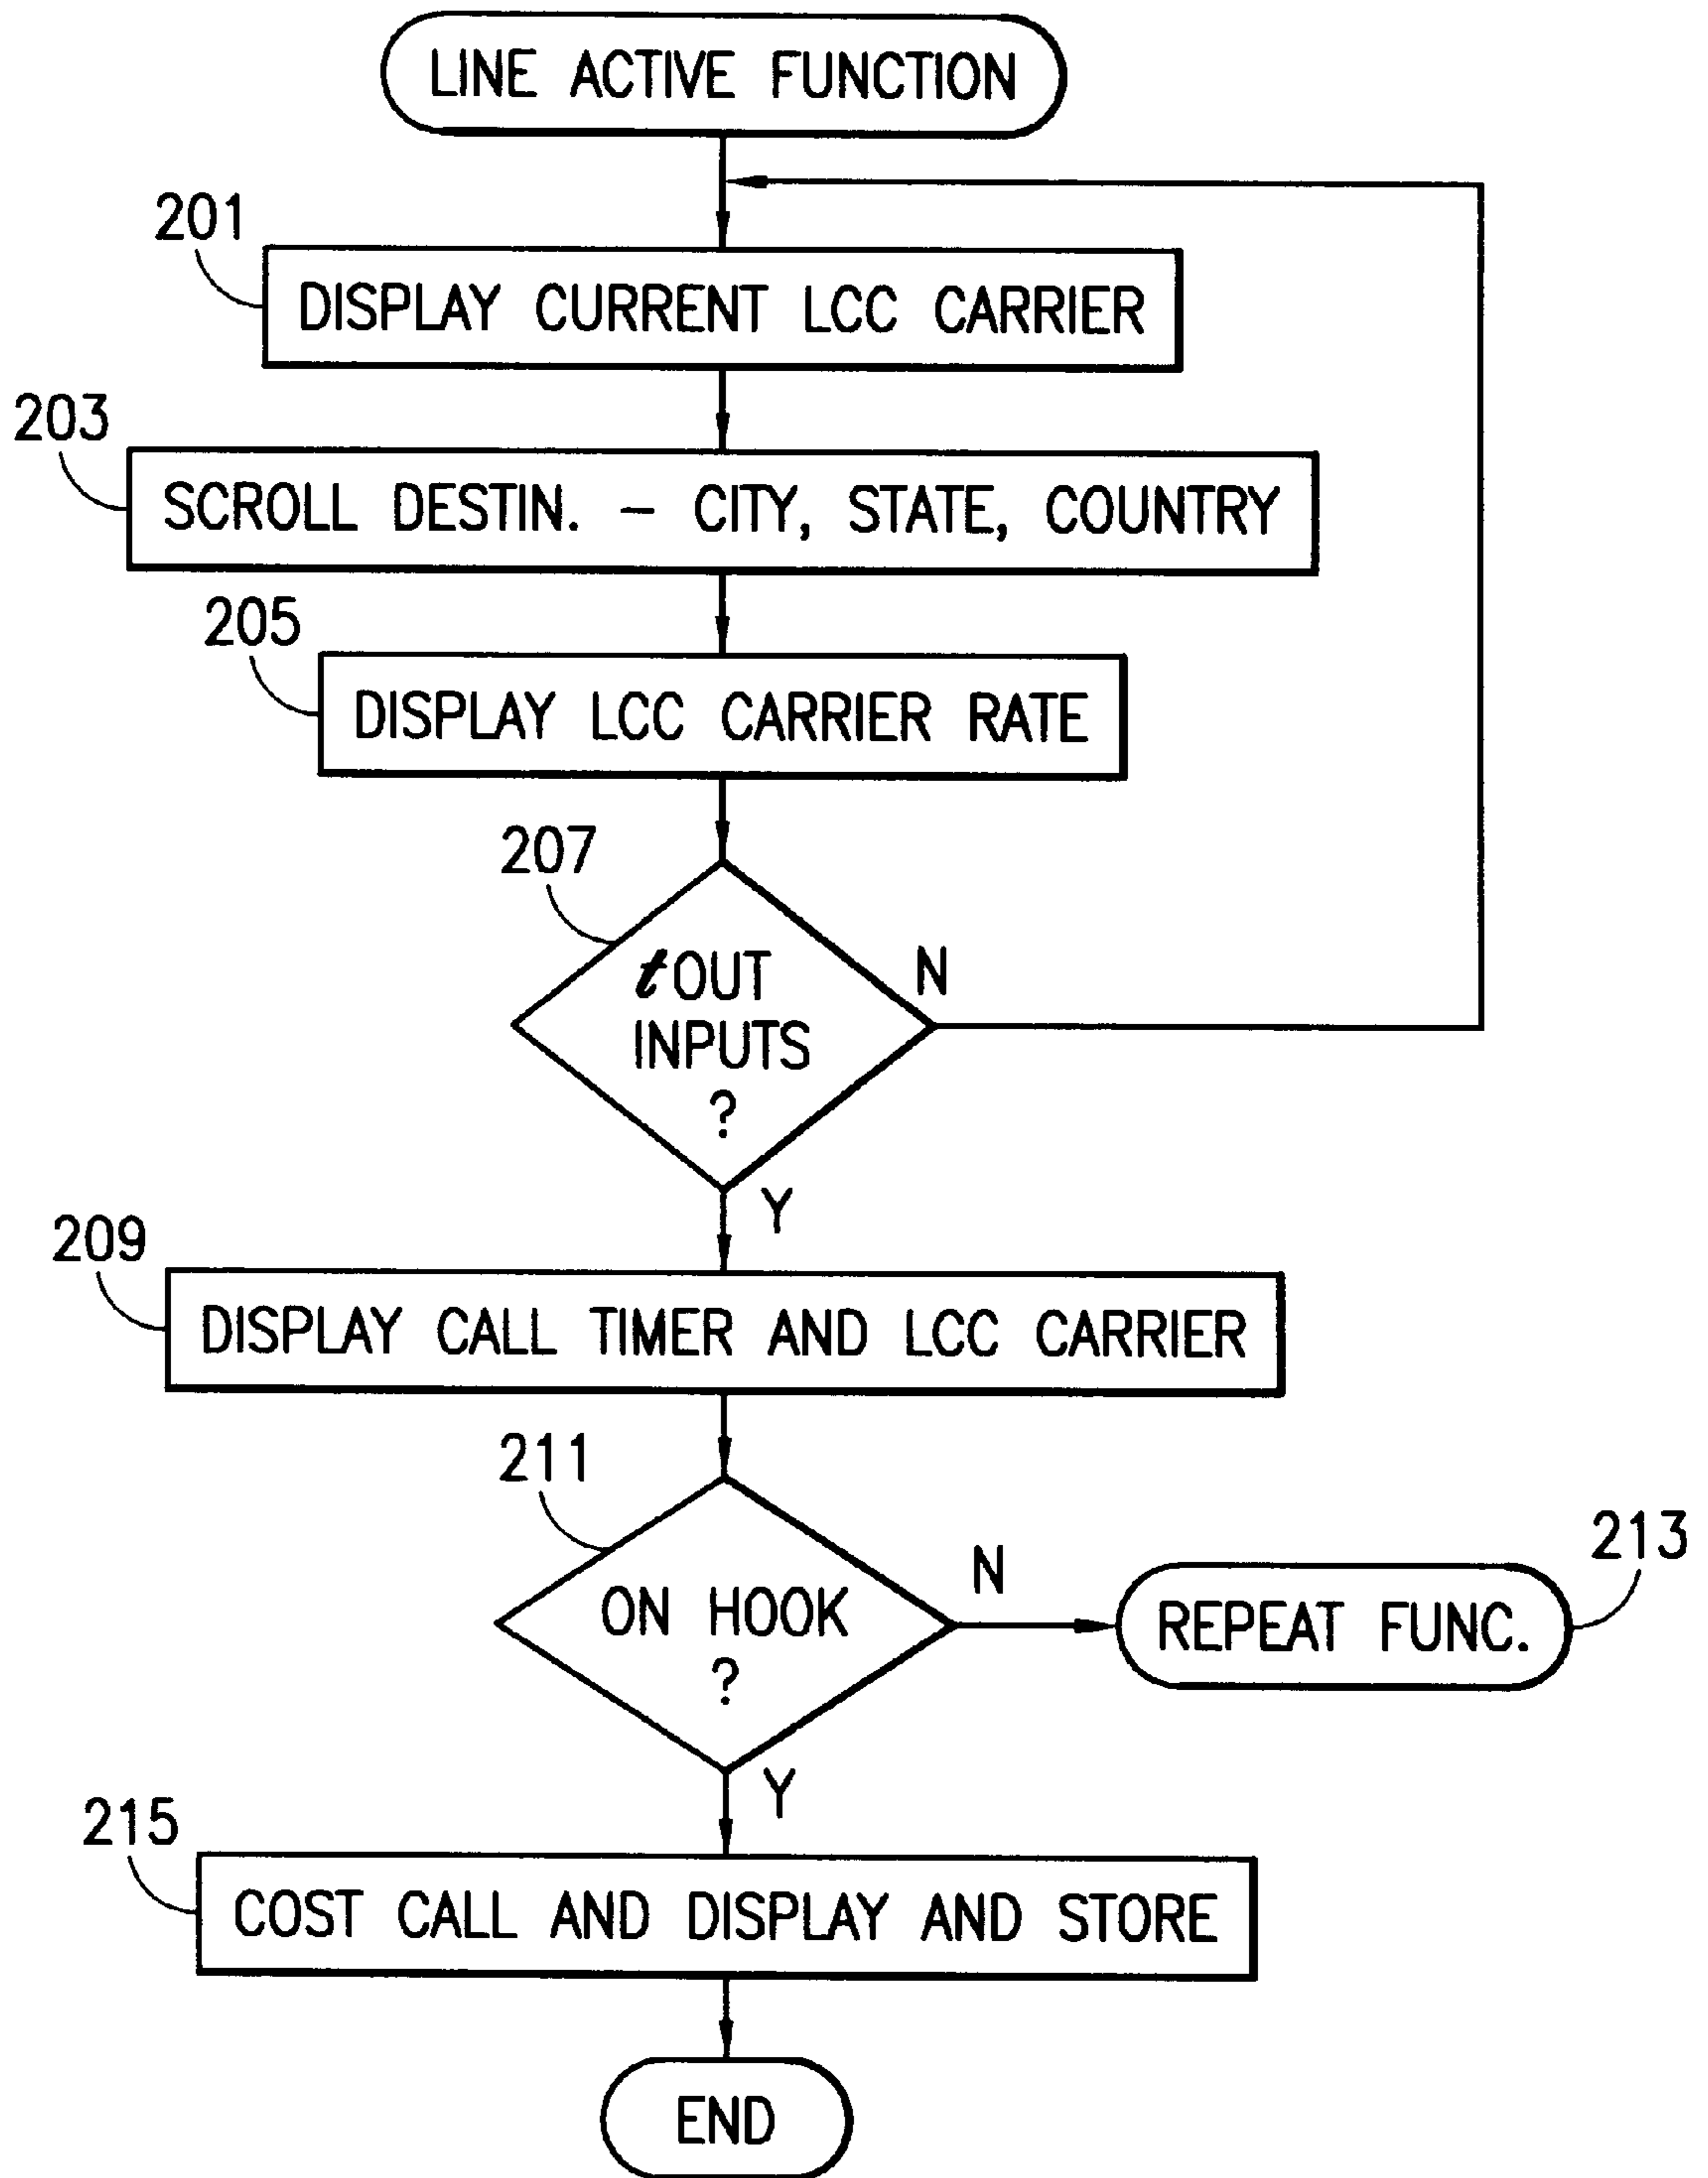 LINE ACTIVE FUNCTION
201
DISPLAY CURRENT LCC CARRIER
203
SCROLL DESTIN. – CITY, STATE, COUNTRY
205
DISPLAY LCC CARRIER RATE
207
t OUT
INPUTS
?
N
Y
209
DISPLAY CALL TIMER AND LCC CARRIER
211
ON HOOK
?
N
213
REPEAT FUNC.
Y
215
COST CALL AND DISPLAY AND STORE
END